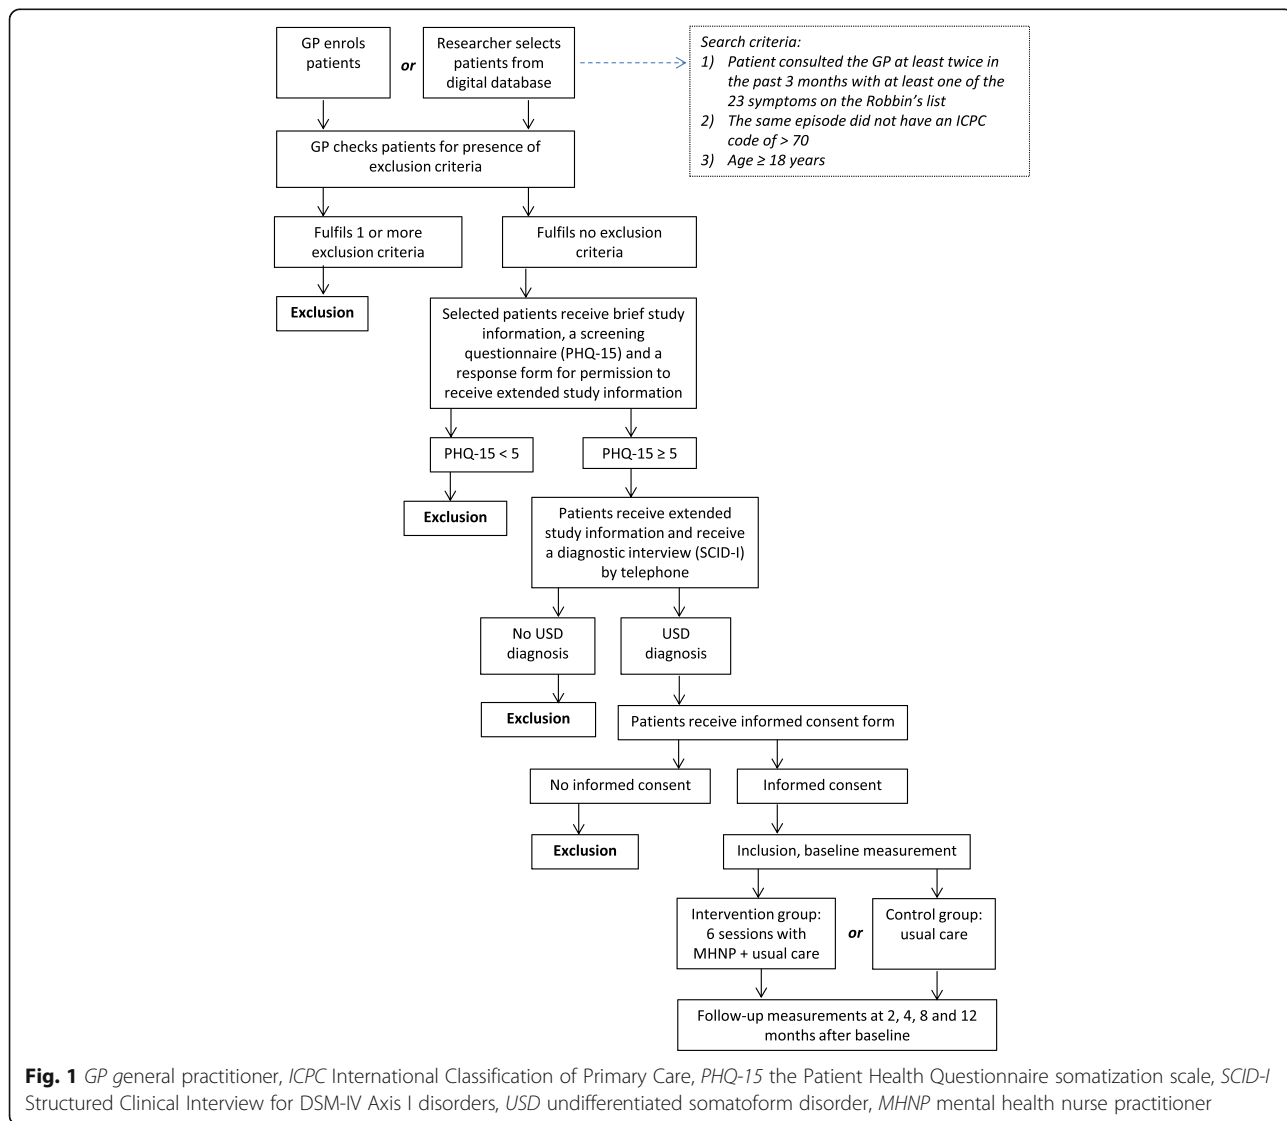 GP enrols
patients
or
Researcher selects
patients from
digital database
Search criteria:
1) Patient consulted the GP at least twice in
the past 3 months with at least one of the
23 symptoms on the Robbin's list
2) The same episode did not have an ICPC
code of > 70
3) Age ≥ 18 years
GP checks patients for presence of
exclusion criteria
Fulfils 1 or more
exclusion criteria
Fulfils no exclusion
criteria
Exclusion
Selected patients receive brief study
information, a screening
questionnaire (PHQ-15) and a
response form for permission to
receive extended study information
PHQ-15 < 5
PHQ-15 ≥ 5
Exclusion
Patients receive extended
study information and receive
a diagnostic interview (SCID-I)
by telephone
No USD
diagnosis
USD
diagnosis
Exclusion
Patients receive informed consent form
No informed consent
Informed consent
Exclusion
Inclusion, baseline measurement
Intervention group:
6 sessions with
MHNP + usual care
or
Control group:
usual care
Follow-up measurements at 2, 4, 8 and 12
months after baseline
Fig. 1 GP general practitioner, ICPC International Classification of Primary Care, PHQ-15 the Patient Health Questionnaire somatization scale, SCID-I
Structured Clinical Interview for DSM-IV Axis I disorders, USD undifferentiated somatoform disorder, MHNP mental health nurse practitioner